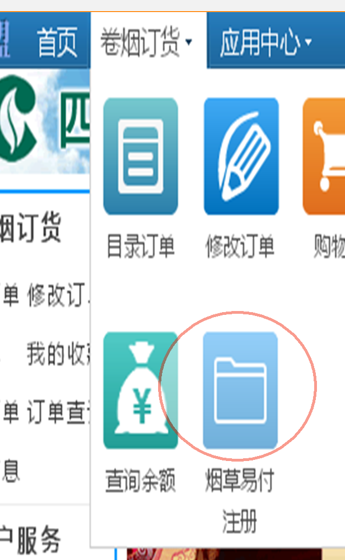 盟 首页 卷烟订货 应用中心
四
烟订货
目录订单 修改订单 购物
单 修改订
我的收
单 订单查
查询余额 烟草易付
注册
息
户服务